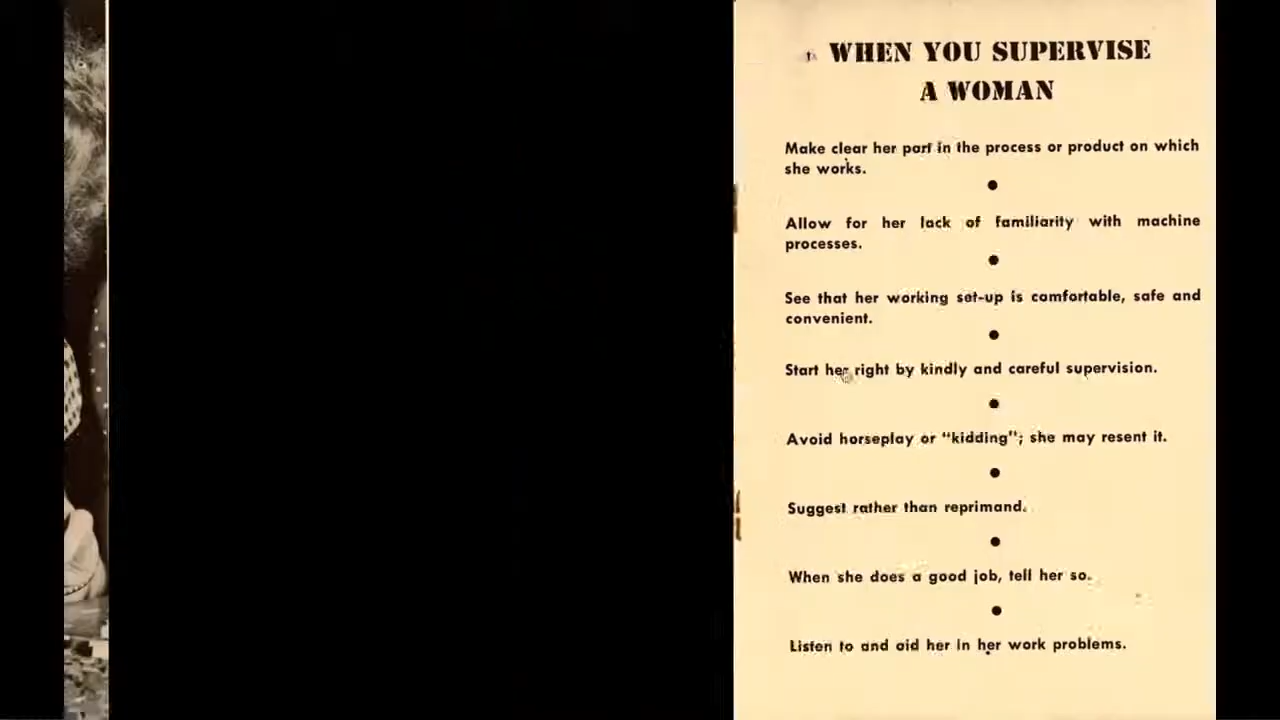 WHEN YOU SUPERVISE
A WOMAN
Make clear her part in the process or product on which
she works.
Allow for her lack of familiarity with machine
processes.
See that her working set-up is comfortable, safe and
convenient.
Start her right by kindly and careful supervision.
Avoid horseplay or "kidding"; she may resent it.
Suggest rather than reprimand.
When she does a good job, tell her so.
Listen to and aid her in her work problems.